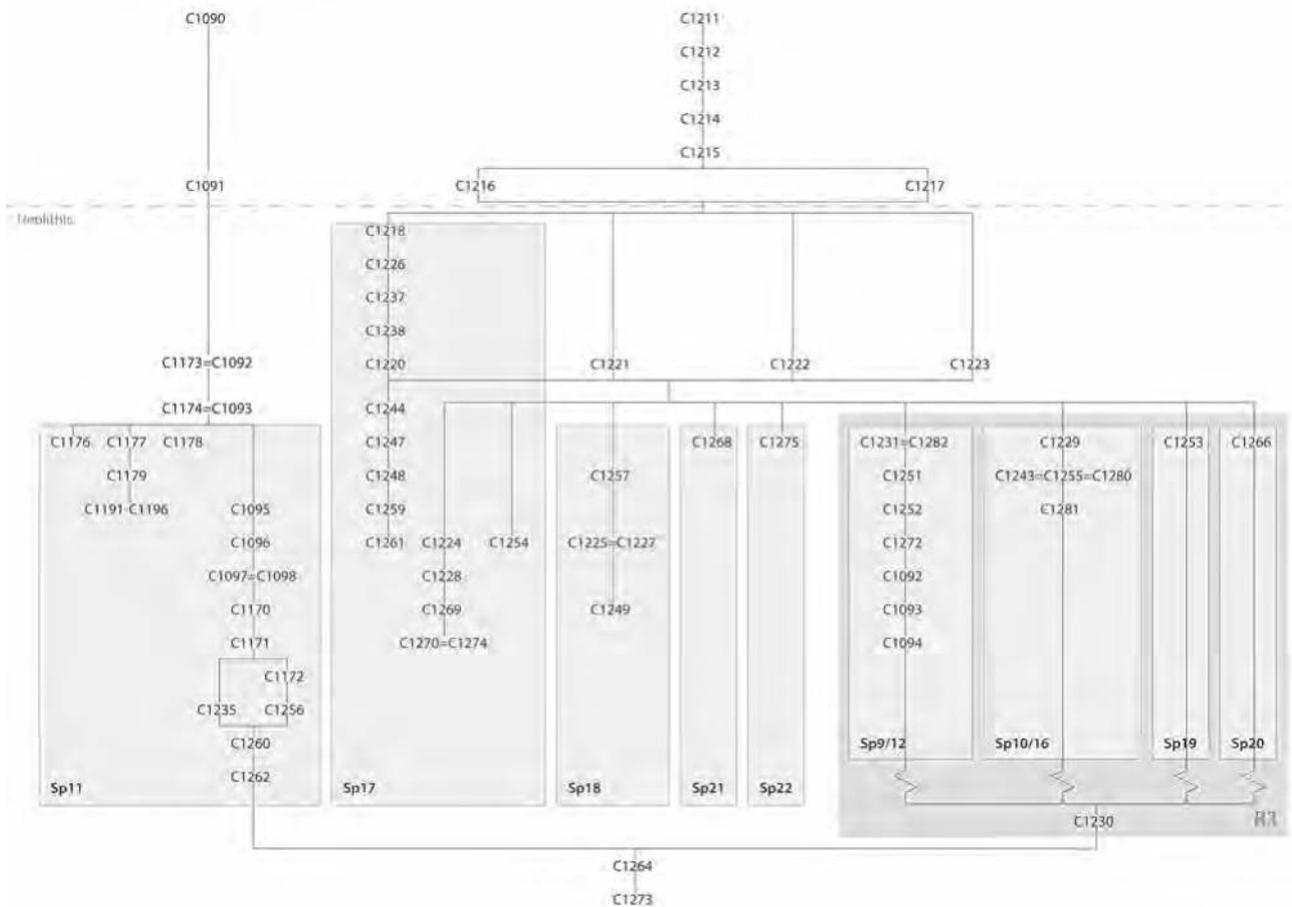 C1090 C1211
C1212
C1213
C1214
C1215
C1091 C1216 C1217
Neolithic
C1218
C1226
C1237
C1238
C1173=C1092 C1220 C1221 C1222 C1223
C1174=C1093 C1244
C1176 C1177 C1178 C1247 C1268 C1275 C1231=C1282 C1229 C1253 C1266
C1179 C1248 C1257 C1251 C1243=C1255=C1280
C1191-C1196 C1095 C1259 C1252 C1281
C1096 C1261 C1224 C1254 C1225=C1227 C1272
C1097=C1098 C1228 C1092
C1170 C1269 C1249 C1093
C1171 C1270=C1274 C1094
C1172
C1235 C1256
C1260 Sp9/12 Sp10/16 Sp19 Sp20
C1262
Sp11 Sp17 Sp18 Sp21 Sp22
C1230
C1264
C1273